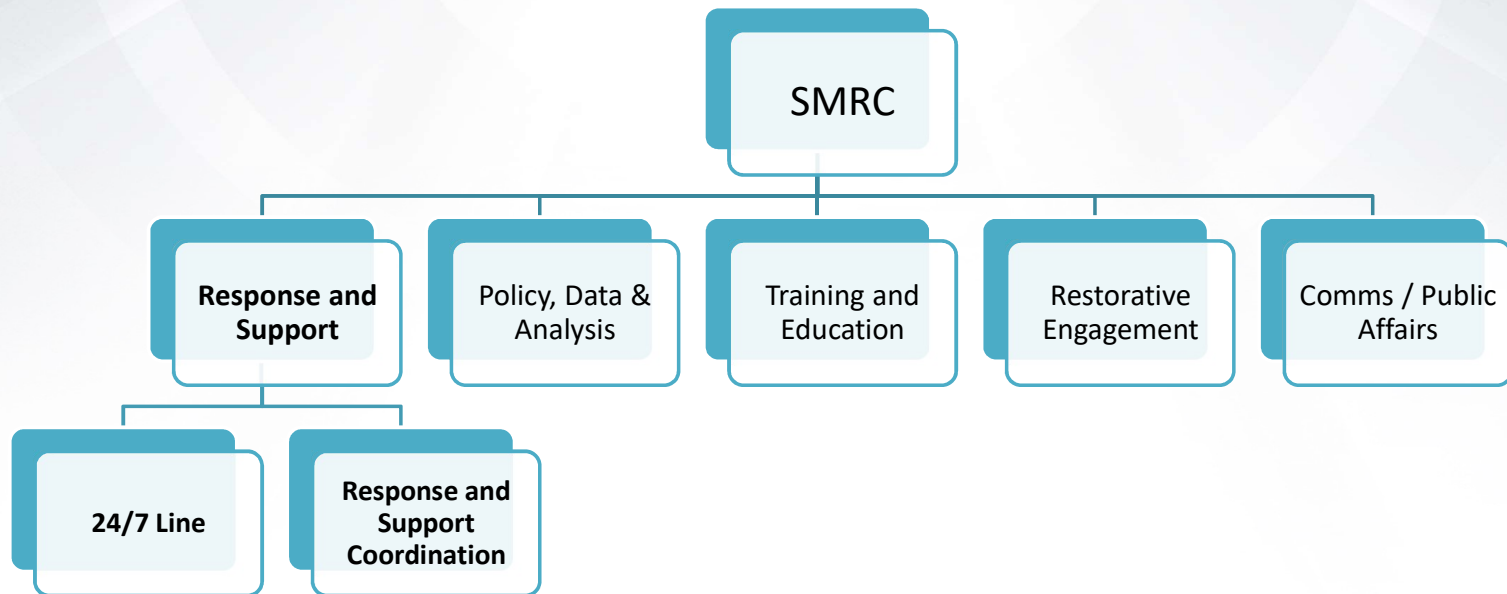 SMRC
Response and
Support
Policy, Data &
Analysis
Training and
Education
Restorative
Engagement
Comms / Public
Affairs
24/7 Line
Response and
Support
Coordination